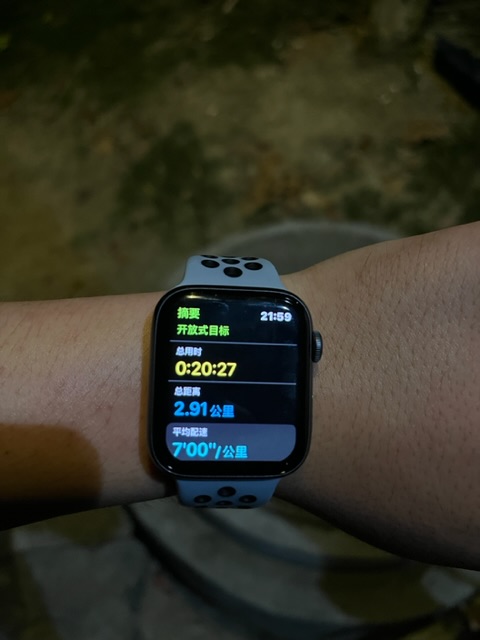 摘要 21:59
开放式目标
总用时
0:20:27
总距离
2.91公里
平均配速
7'00"/公里